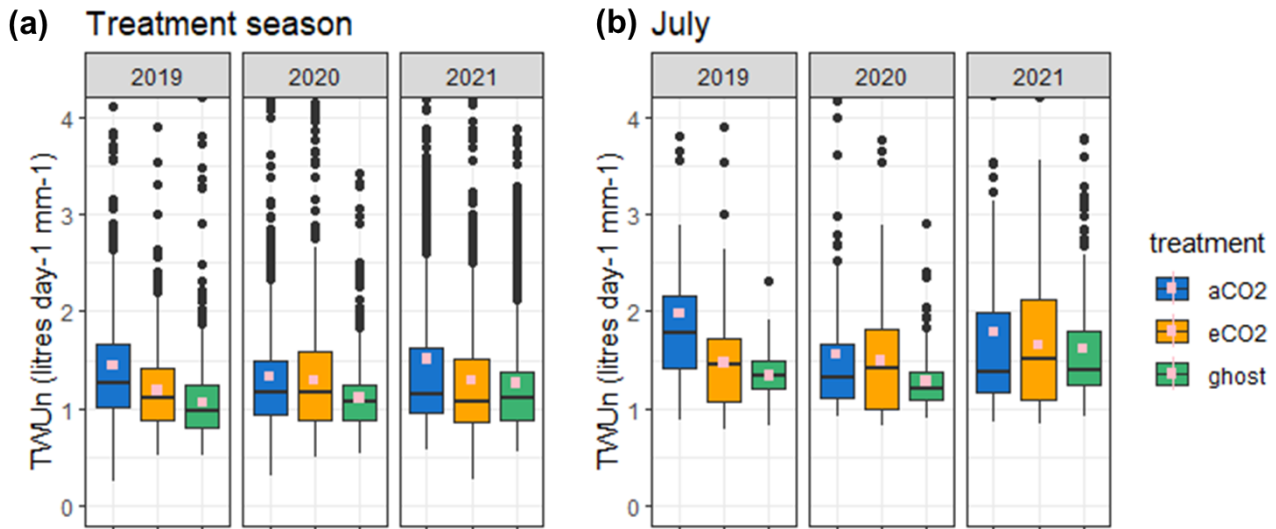 (a) Treatment season
2019 2020 2021
4
3
2
1
0
TWUn (litres day-1 mm-1)
(b) July
2019 2020 2021
4
3
2
1
0
TWUn (litres day-1 mm-1)
treatment
aCO2
eCO2
ghost